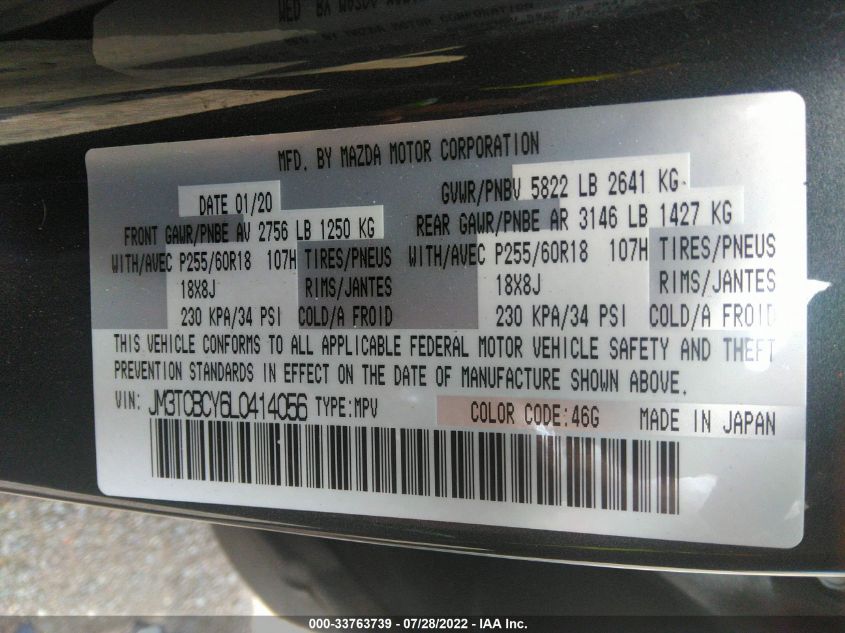 MFD. BY MAZDA MOTOR CORPORATION
DATE 01/20 GVWR/PNBV 5822 LB 2641 KG
FRONT GAWR/PNBE AV 2756 LB 1250 KG REAR GAWR/PNBE AR 3146 LB 1427 KG
WITH/AVEC P255/60R18 107H TIRES/PNEUS WITH/AVEC P255/60R18 107H TIRES/PNEUS
18X8J RIMS/JANTES 18X8J RIMS/JANTES
230 KPA/34 PSI COLD/A FROID 230 KPA/34 PSI COLD/A FROID
THIS VEHICLE CONFORMS TO ALL APPLICABLE FEDERAL MOTOR VEHICLE SAFETY AND THEFT
PREVENTION STANDARDS IN EFFECT ON THE DATE OF MANUFACTURE SHOWN ABOVE.
VIN: JM3TCBCY6L0414056 TYPE:MPV COLOR CODE:46G MADE IN JAPAN
000-33763739 - 07/28/2022 - IAA Inc.